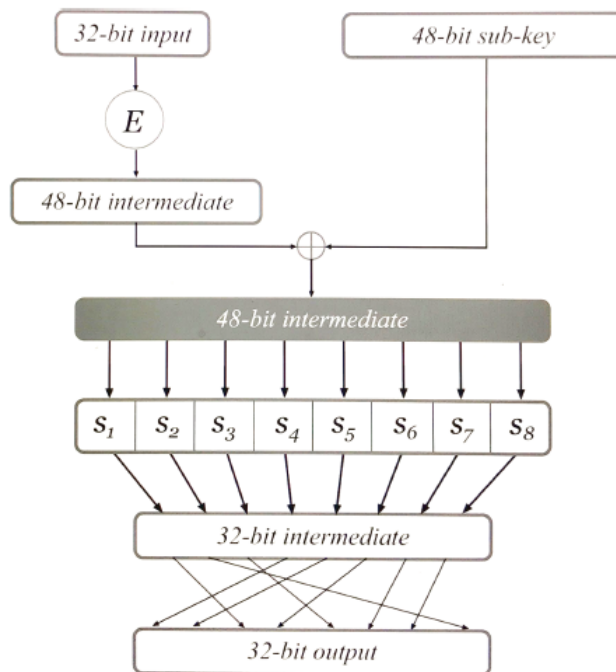 32-bit input
48-bit sub-key
E
48-bit intermediate
48-bit intermediate
S₁ S₂ S₃ S₄ S₅ S₆ S₇ S₈
32-bit intermediate
32-bit output